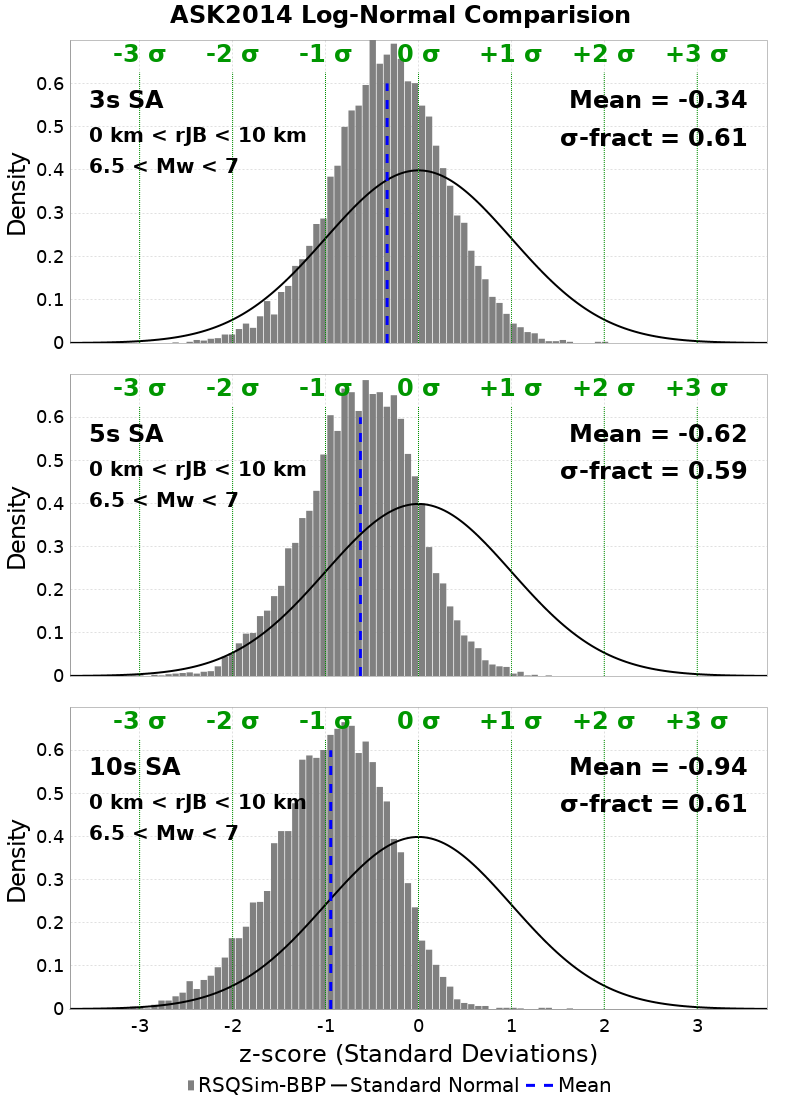 ASK2014 Log-Normal Comparision
-3 σ -2 σ -1 σ 0 σ +1 σ +2 σ +3 σ
3s SA
0 km < rJB < 10 km
6.5 < Mw < 7
Mean = -0.34
σ-fract = 0.61
Density
0.6
0.5
0.4
0.3
0.2
0.1
0
-3 σ -2 σ -1 σ 0 σ +1 σ +2 σ +3 σ
5s SA
0 km < rJB < 10 km
6.5 < Mw < 7
Mean = -0.62
σ-fract = 0.59
Density
0.6
0.5
0.4
0.3
0.2
0.1
0
-3 σ -2 σ -1 σ 0 σ +1 σ +2 σ +3 σ
10s SA
0 km < rJB < 10 km
6.5 < Mw < 7
Mean = -0.94
σ-fract = 0.61
Density
0.6
0.5
0.4
0.3
0.2
0.1
0
-3 -2 -1 0 1 2 3
z-score (Standard Deviations)
RSQSim-BBP Standard Normal Mean